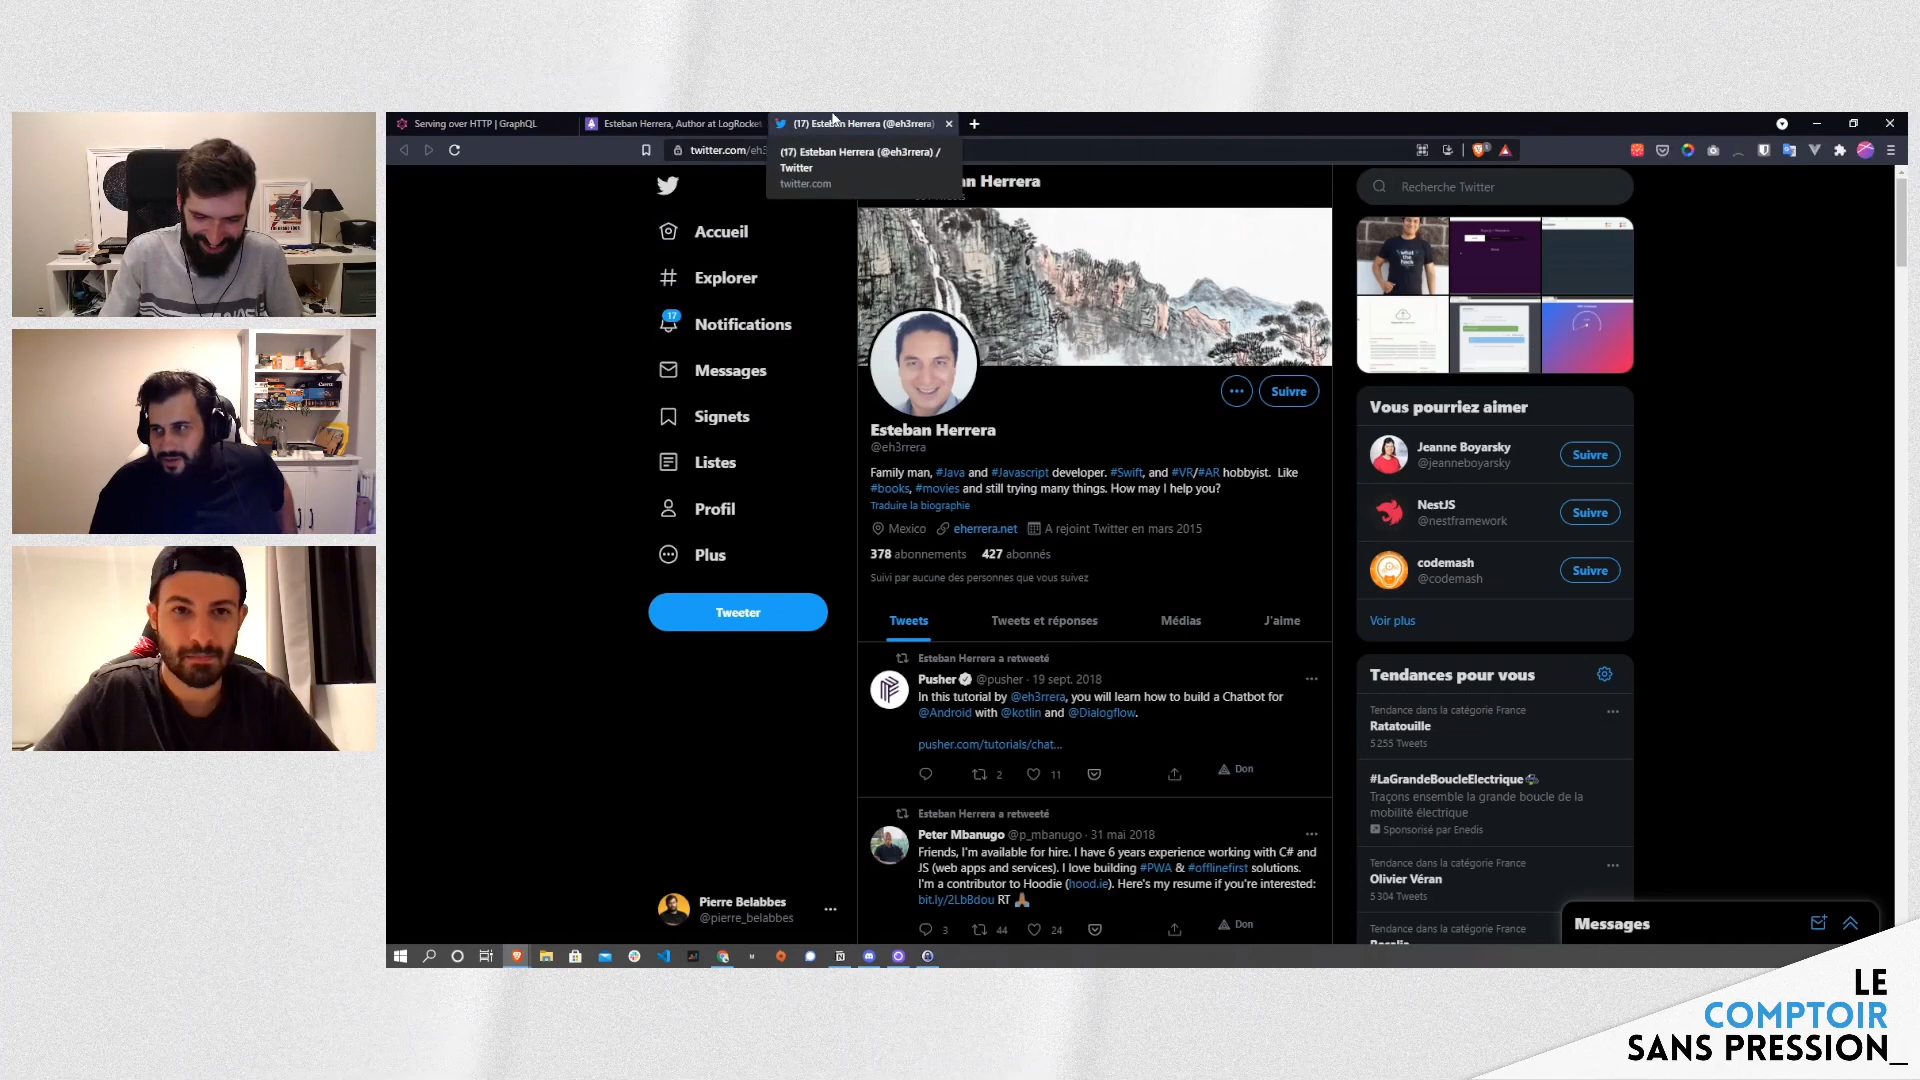 Serving over HTTP | GraphQL
Esteban Herrera, Author at LogRocke
(17) Esteban Herrera (@eh3rrera)
twitter.com/eh3
(17) Esteban Herrera (@eh3rrera) /
Twitter
twitter.com
an Herrera
Recherche Twitter
Accueil
Explorer
17
Notifications
Messages
Signets
Listes
Profil
Plus
Tweeter
Pierre Belabbes
@pierre_belabbes
Suivre
Esteban Herrera
@eh3rrera
Family man, #Java and #Javascript developer. #Swift, and #VR/#AR hobbyist. Like
#books, #movies and still trying many things. How may I help you?
Traduire la biographie
Mexico eherrera.net A rejoint Twitter en mars 2015
378 abonnements 427 abonnés
Suivi par aucune des personnes que vous suivez
Tweets Tweets et réponses Médias J'aime
Esteban Herrera a retweeté
Pusher @pusher · 19 sept. 2018
In this tutorial by @eh3rrera, you will learn how to build a Chatbot for
@Android with @kotlin and @Dialogflow.
pusher.com/tutorials/chat…
2 11 Don
Esteban Herrera a retweeté
Peter Mbanugo @p_mbanugo · 31 mai 2018
Friends, I'm available for hire. I have 6 years experience working with C# and
JS (web apps and services). I love building #PWA & #offlinefirst solutions.
I'm a contributor to Hoodie (hood.ie). Here's my resume if you're interested:
bit.ly/2LbBdou RT
3 44 24 Don
Vous pourriez aimer
Jeanne Boyarsky
@jeanneboyarsky
Suivre
NestJS
@nestframework
Suivre
codemash
@codemash
Suivre
Voir plus
Tendances pour vous
Tendance dans la catégorie France
Ratatouille
5 255 Tweets
#LaGrandeBoucleElectrique
Traçons ensemble la grande boucle de la
mobilité électrique
Sponsorisé par Enedis
Tendance dans la catégorie France
Olivier Véran
5 304 Tweets
Tendance dans la catégorie France
Messages
LE
COMPTOIR
SANS PRESSION_